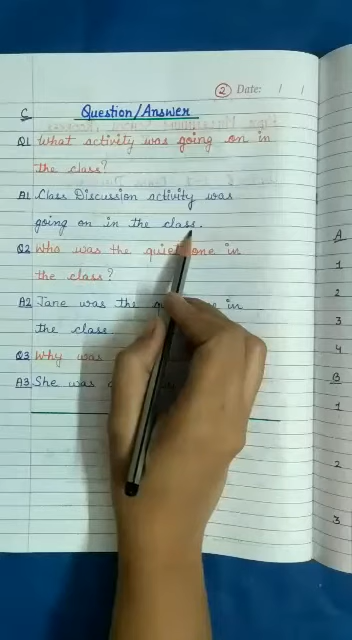 ② Date: / /
C Question/Answer
Q1 What activity was going on in
the class?
A1 Class Discussion activity was
going on in the class.
Q2 Who was the quiet one in
the class?
A2 Jane was the in
the class
Q3 Why was
A3 She was
A
1
2
3
4
B
1
2
3